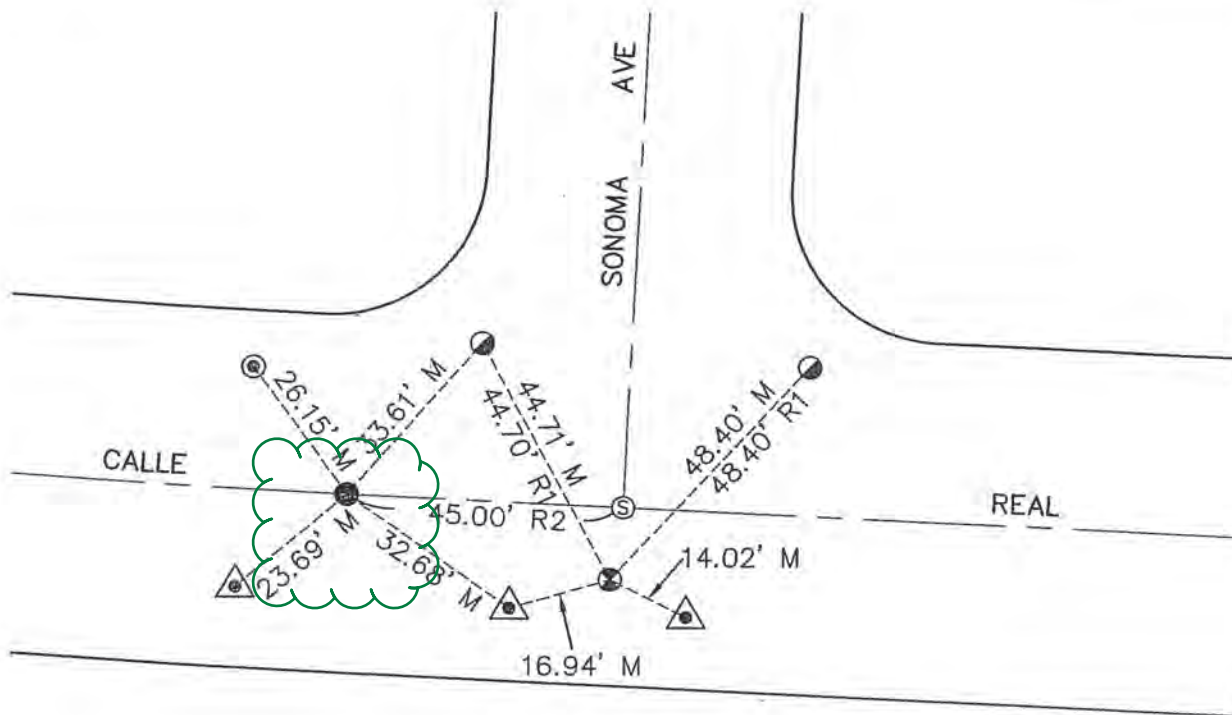 SONOMA AVE
26.15' M
33.61' M
44.71' M
44.70' R1
48.40' M
48.40' R1
CALLE
45.00' R2
S
REAL
23.69' M
32.68' M
14.02' M
16.94' M